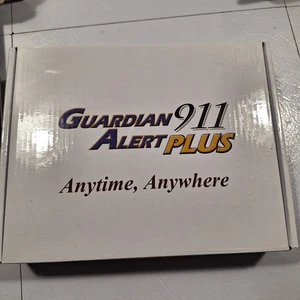 GUARDIAN 911
ALERT PLUS
Anytime, Anywhere